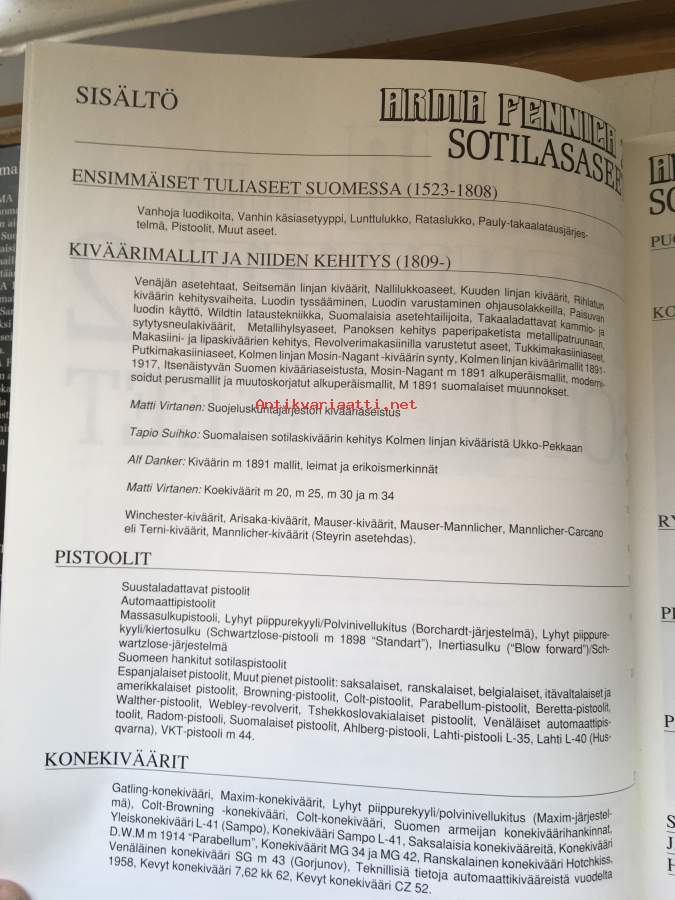 SISÄLTÖ
ARMA FENNICA
SOTILASASEET
ENSIMMÄISET TULIASEET SUOMESSA (1523-1808)
Vanhoja luodikoita, Vanhin käsiasetyyppi, Lunttulukko, Rataslukko, Pauly-takaalatausjärjes-
telmä, Pistoolit, Muut aseet.
KIVÄÄRIMALLIT JA NIIDEN KEHITYS (1809-)
Venäjän asetehtaat, Seitsemän linjan kiväärit, Nallilukkoaseet, Kuuden linjan kiväärit, Rihlatun
kiväärin kehitysvaiheita, Luodin tyssääminen, Luodin varustaminen ohjausolakkeilla, Paisuvan
luodin käyttö, Wildtin lataustekniikka, Suomalaisia asetehtailijoita, Takaaladattavat kammio- ja
sytytysneulakiväärit, Metallihylsyaseet, Panoksen kehitys paperipaketista metallipatruunaan,
Makasiini- ja lipaskiväärien kehitys, Revolverimakasiinilla varustetut aseet, Tukkimakasiiniaseet,
Putkimakasiiniaseet, Kolmen linjan Mosin-Nagant -kiväärin synty, Kolmen linjan kiväärimallit 1891-
1917, Itsenäistyvän Suomen kivääriaseistusta, Mosin-Nagant m 1891 alkuperäismallit, moderni-
soidut perusmallit ja muutoskorjatut alkuperäismallit, M 1891 suomalaiset muunnokset.
Matti Virtanen: Suojeluskuntajärjestön kivääriaseistus
Antikvariaatti.net
Tapio Suihko: Suomalaisen sotilaskiväärin kehitys Kolmen linjan kivääristä Ukko-Pekkaan
Alf Danker: Kiväärin m 1891 mallit, leimat ja erikoismerkinnät
Matti Virtanen: Koekiväärit m 20, m 25, m 30 ja m 34
Winchester-kiväärit, Arisaka-kiväärit, Mauser-kiväärit, Mauser-Mannlicher, Mannlicher-Carcano
eli Terni-kiväärit, Mannlicher-kiväärit (Steyrin asetehdas).
PISTOOLIT
Suustaladattavat pistoolit
Automaattipistoolit
Massasulkupistooli, Lyhyt piippurekyyli/Polvinivellukitus (Borchardt-järjestelmä), Lyhyt piippure-
kyyli/kiertosulku (Schwartzlose-pistooli m 1898 "Standart"), Inertiasulku ("Blow forward")/Sch-
wartzlose-järjestelmä
Suomeen hankitut sotilaspistoolit
Espanjalaiset pistoolit, Muut pienet pistoolit: saksalaiset, ranskalaiset, belgialaiset, itävaltalaiset ja
amerikkalaiset pistoolit, Browning-pistoolit, Colt-pistoolit, Parabellum-pistoolit, Beretta-pistoolit,
Walther-pistoolit, Webley-revolverit, Tshekkoslovakialaiset pistoolit, Venäläiset automaattipis-
toolit, Radom-pistooli, Suomalaiset pistoolit, Ahlberg-pistooli, Lahti-pistooli L-35, Lahti L-40 (Hus-
qvarna), VKT-pistooli m 44.
KONEKIVÄÄRIT
Gatling-konekivääri, Maxim-konekiväärit, Lyhyt piippurekyyli/polvinivellukitus (Maxim-järjestel-
mä), Colt-Browning -konekivääri, Colt-konekivääri, Suomen armeijan konekiväärihankinnat,
Yleiskonekivääri L-41 (Sampo), Konekivääri Sampo L-41, Saksalaisia konekivääreitä, Konekivääri
D.W.M m 1914 "Parabellum", Konekiväärit MG 34 ja MG 42, Ranskalainen konekivääri Hotchkiss,
Venäläinen konekivääri SG m 43 (Gorjunov), Teknillisiä tietoja automaattikivääreistä vuodelta
1958, Kevyt konekivääri 7,62 kk 62, Kevyt konekivääri CZ 52.